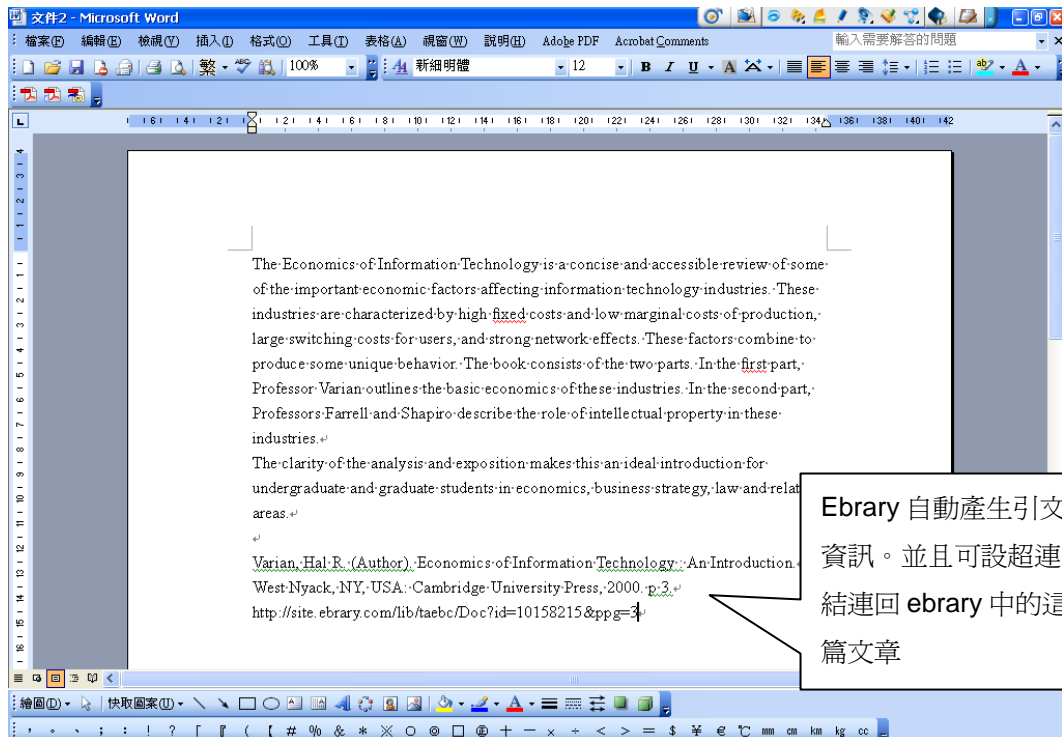 文件2 - Microsoft Word
檔案(F) 編輯(E) 檢視(V) 插入(I) 格式(O) 工具(T) 表格(A) 視窗(W) 說明(H) Adobe PDF Acrobat Comments 輸入需要解答的問題
繁 100% 新細明體 12 B I U A
The Economics of Information Technology is a concise and accessible review of some
of the important economic factors affecting information technology industries. These
industries are characterized by high fixed costs and low marginal costs of production,
large switching costs for users, and strong network effects. These factors combine to
produce some unique behavior. The book consists of the two parts. In the first part,
Professor Varian outlines the basic economics of these industries. In the second part,
Professors Farrell and Shapiro describe the role of intellectual property in these
industries.
The clarity of the analysis and exposition makes this an ideal introduction for
undergraduate and graduate students in economics, business strategy, law and relat
areas.
Varian, Hal R. (Author). Economics of Information Technology : An Introduction.
West Nyack, NY, USA: Cambridge University Press, 2000. p 3.
http://site.ebrary.com/lib/taebc/Doc?id=10158215&ppg=3
Ebrary 自動產生引文
資訊。並且可設超連
結連回 ebrary 中的這
篇文章
繪圖(D) 快取圖案(U)
, 。 、 ; : ! ? 「 『 ( 【 # % & * ※ ○ ◎ □ ⊕ + − × ÷ < > = $ ¥ € ℃ mm cm km kg cc